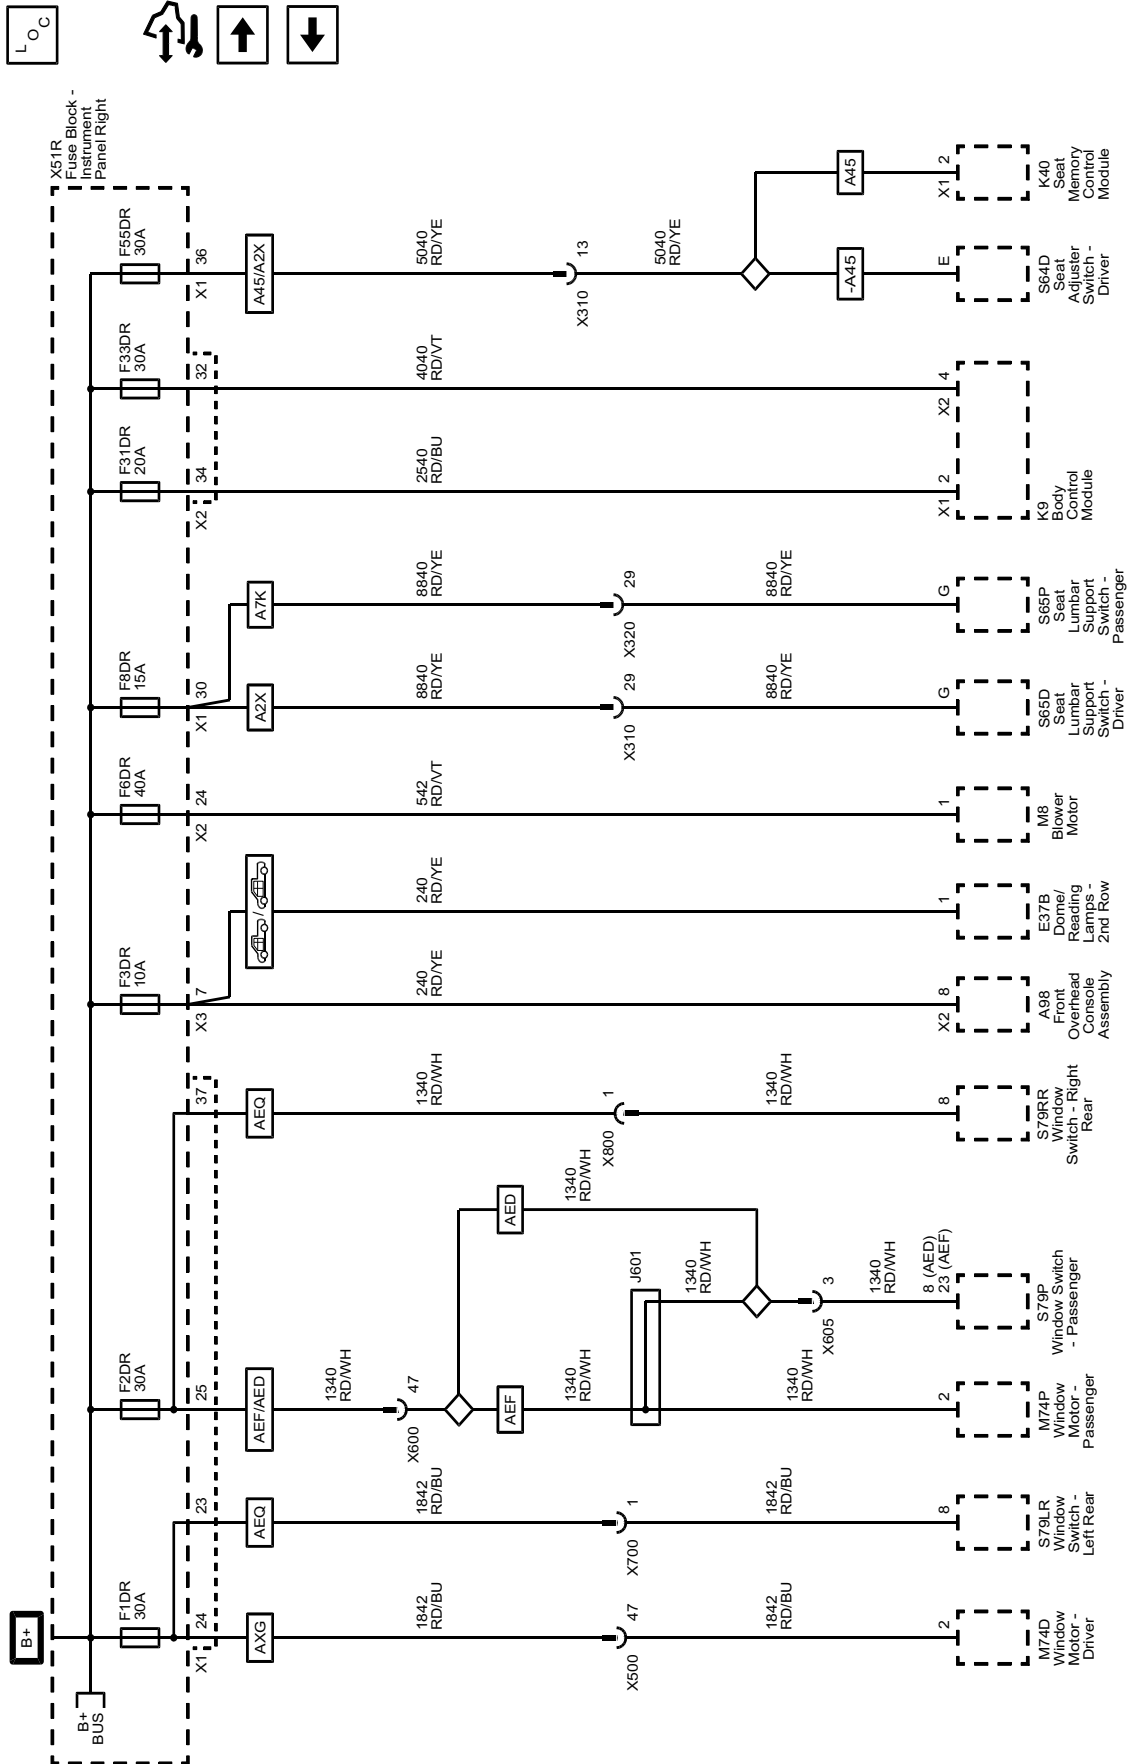 L O C
B+
B+
BUS
X51R
Fuse Block -
Instrument
Panel Right
F1DR
30A
F2DR
30A
F3DR
10A
F6DR
40A
F8DR
15A
F31DR
20A
F33DR
30A
F55DR
30A
X1
24
23
25
37
X3
7
X2
24
X1
30
X2
34
32
X1
36
AXG
AEQ
AEF/AED
AEQ
/
A2X
A7K
A45/A2X
1842
RD/BU
1842
RD/BU
1340
RD/WH
1340
RD/WH
240
RD/YE
240
RD/YE
542
RD/VT
8840
RD/YE
8840
RD/YE
2540
RD/BU
4040
RD/VT
5040
RD/YE
X600
47
AEF
AED
1340
RD/WH
1340
RD/WH
X310
13
X500
47
X700
1
J601
X800
1
X310
29
X320
29
5040
RD/YE
1340
RD/WH
X605
3
1842
RD/BU
1842
RD/BU
1340
RD/WH
1340
RD/WH
1340
RD/WH
8840
RD/YE
8840
RD/YE
-A45
A45
2
8
2
8 (AED)
23 (AEF)
8
X2
8
1
1
G
G
X1
2
X2
4
E
X1
2
M74D
Window
Motor -
Driver
S79LR
Window
Switch -
Left Rear
M74P
Window
Motor -
Passenger
S79P
Window Switch
- Passenger
S79RR
Window
Switch - Right
Rear
A98
Front
Overhead
Console
Assembly
E37B
Dome/
Reading
Lamps -
2nd Row
M8
Blower
Motor
S65D
Seat
Lumbar
Support
Switch -
Driver
S65P
Seat
Lumbar
Support
Switch -
Passenger
K9
Body
Control
Module
S64D
Seat
Adjuster
Switch -
Driver
K40
Seat
Memory
Control
Module